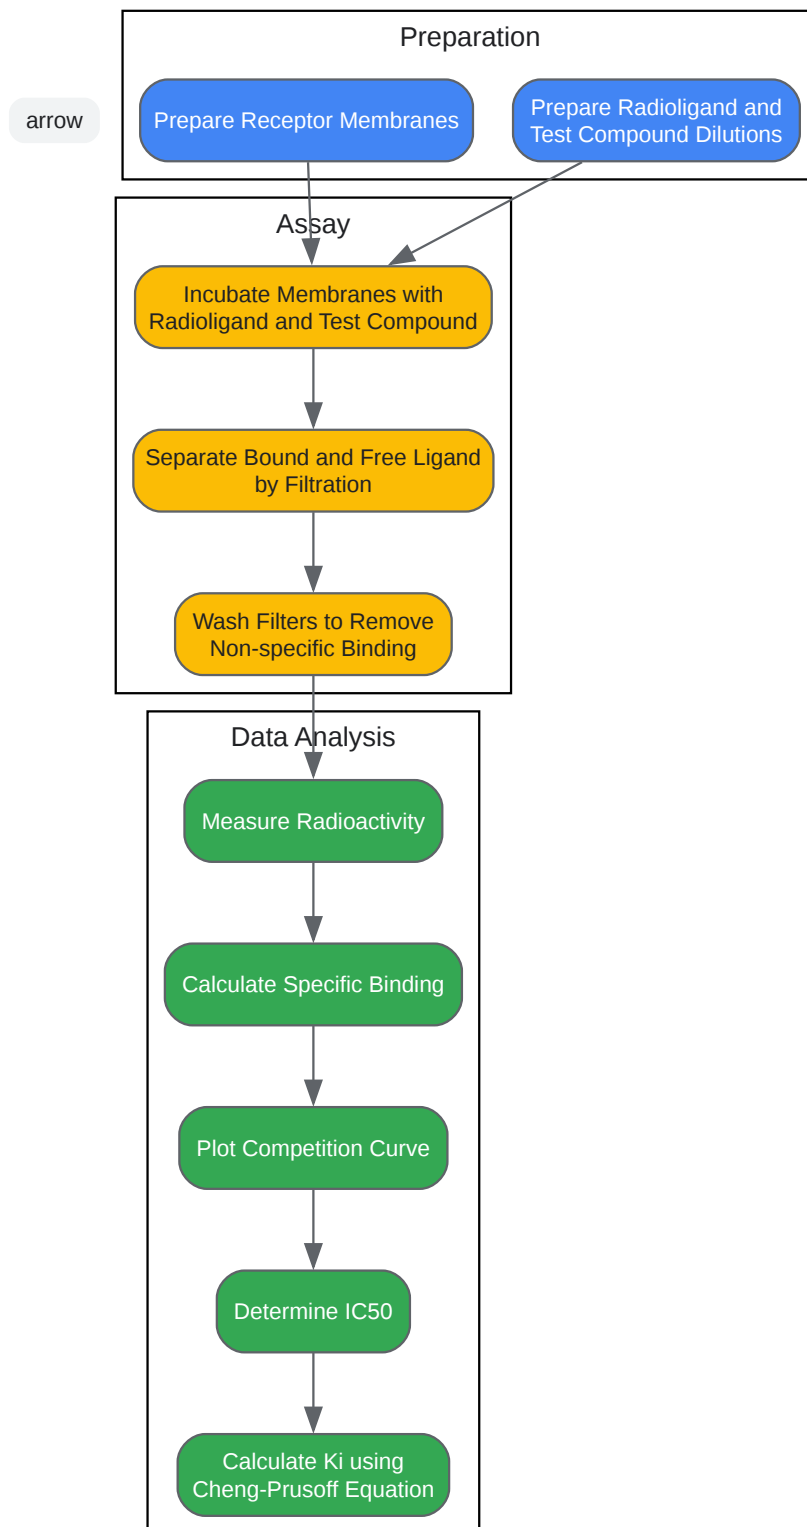 Preparation
arrow
Prepare Receptor Membranes
Prepare Radioligand and
Test Compound Dilutions
Assay
Incubate Membranes with
Radioligand and Test Compound
Separate Bound and Free Ligand
by Filtration
Wash Filters to Remove
Non-specific Binding
Data Analysis
Measure Radioactivity
Calculate Specific Binding
Plot Competition Curve
Determine IC50
Calculate Ki using
Cheng-Prusoff Equation